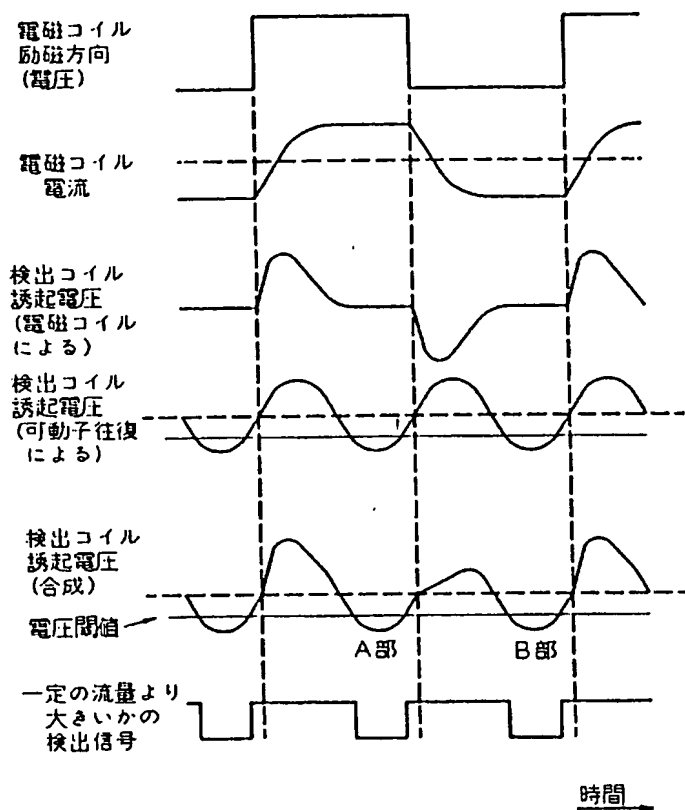 電磁コイル
励磁方向
(電圧)
電磁コイル
電流
検出コイル
誘起電圧
(電磁コイル
による)
検出コイル
誘起電圧
(可動子往復
による)
検出コイル
誘起電圧
(合成)
電圧閾値
A部
B部
一定の流量より
大きいかの
検出信号
時間